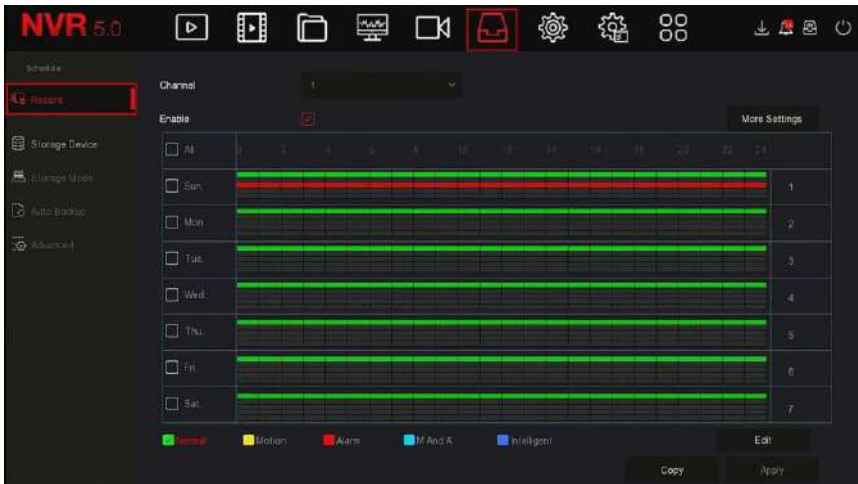 NVR 5.0
Schedule
Record
Storage Device
Storage Mode
Auto Backup
Advanced
Channel 1
Enable
More Settings
All 0 2 4 6 8 10 12 14 16 18 20 22 24
Sun. 1
Mon 2
Tue. 3
Wed 4
Thu. 5
Fri 6
Sat. 7
Normal Motion Alarm M And A Intelligent
Edit
Copy Apply